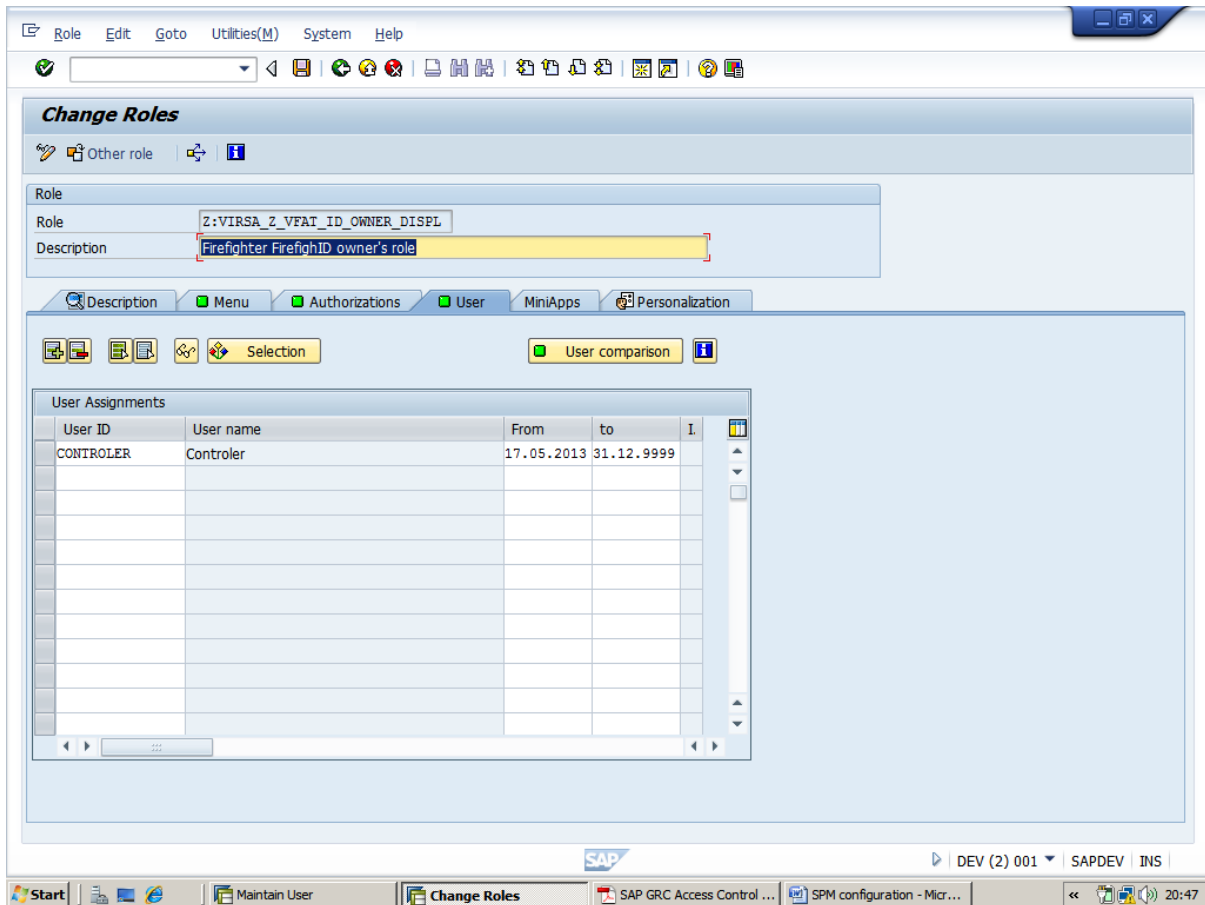 Role Edit Goto Utilities(M) System Help
Change Roles
Other role
Role
Role Z:VIRSA_Z_VFAT_ID_OWNER_DISPL
Description Firefighter FirefighID owner's role
Description Menu Authorizations User MiniApps Personalization
Selection User comparison
User Assignments
User ID User name From to I.
CONTROLER Controler 17.05.2013 31.12.9999
SAP
DEV (2) 001 SAPDEV INS
Start Maintain User Change Roles SAP GRC Access Control ... SPM configuration - Micr... « 20:47